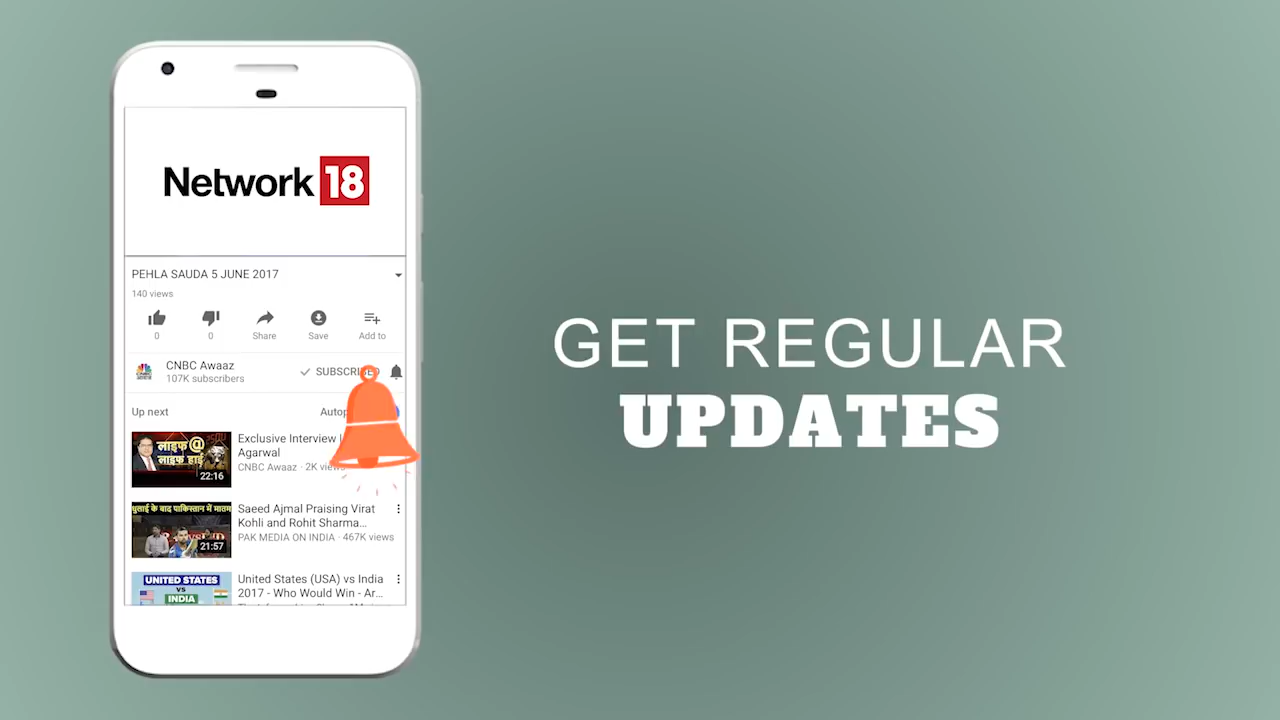 Network 18
PEHLA SAUDA 5 JUNE 2017
140 views
0
0
Share
Save
Add to
CNBC Awaaz
107K subscribers
SUBSCRIBED
Up next
Exclusive Interview
Agarwal
CNBC Awaaz · 2K views
लाइफ @
लाईफ हाई
22:16
Saeed Ajmal Praising Virat
Kohli and Rohit Sharma...
PAK MEDIA ON INDIA · 467K views
के बाद पाकिस्तान में मातम
21:57
United States (USA) vs India
2017 - Who Would Win - Ar...
UNITED STATES
VS
INDIA
GET REGULAR
UPDATES